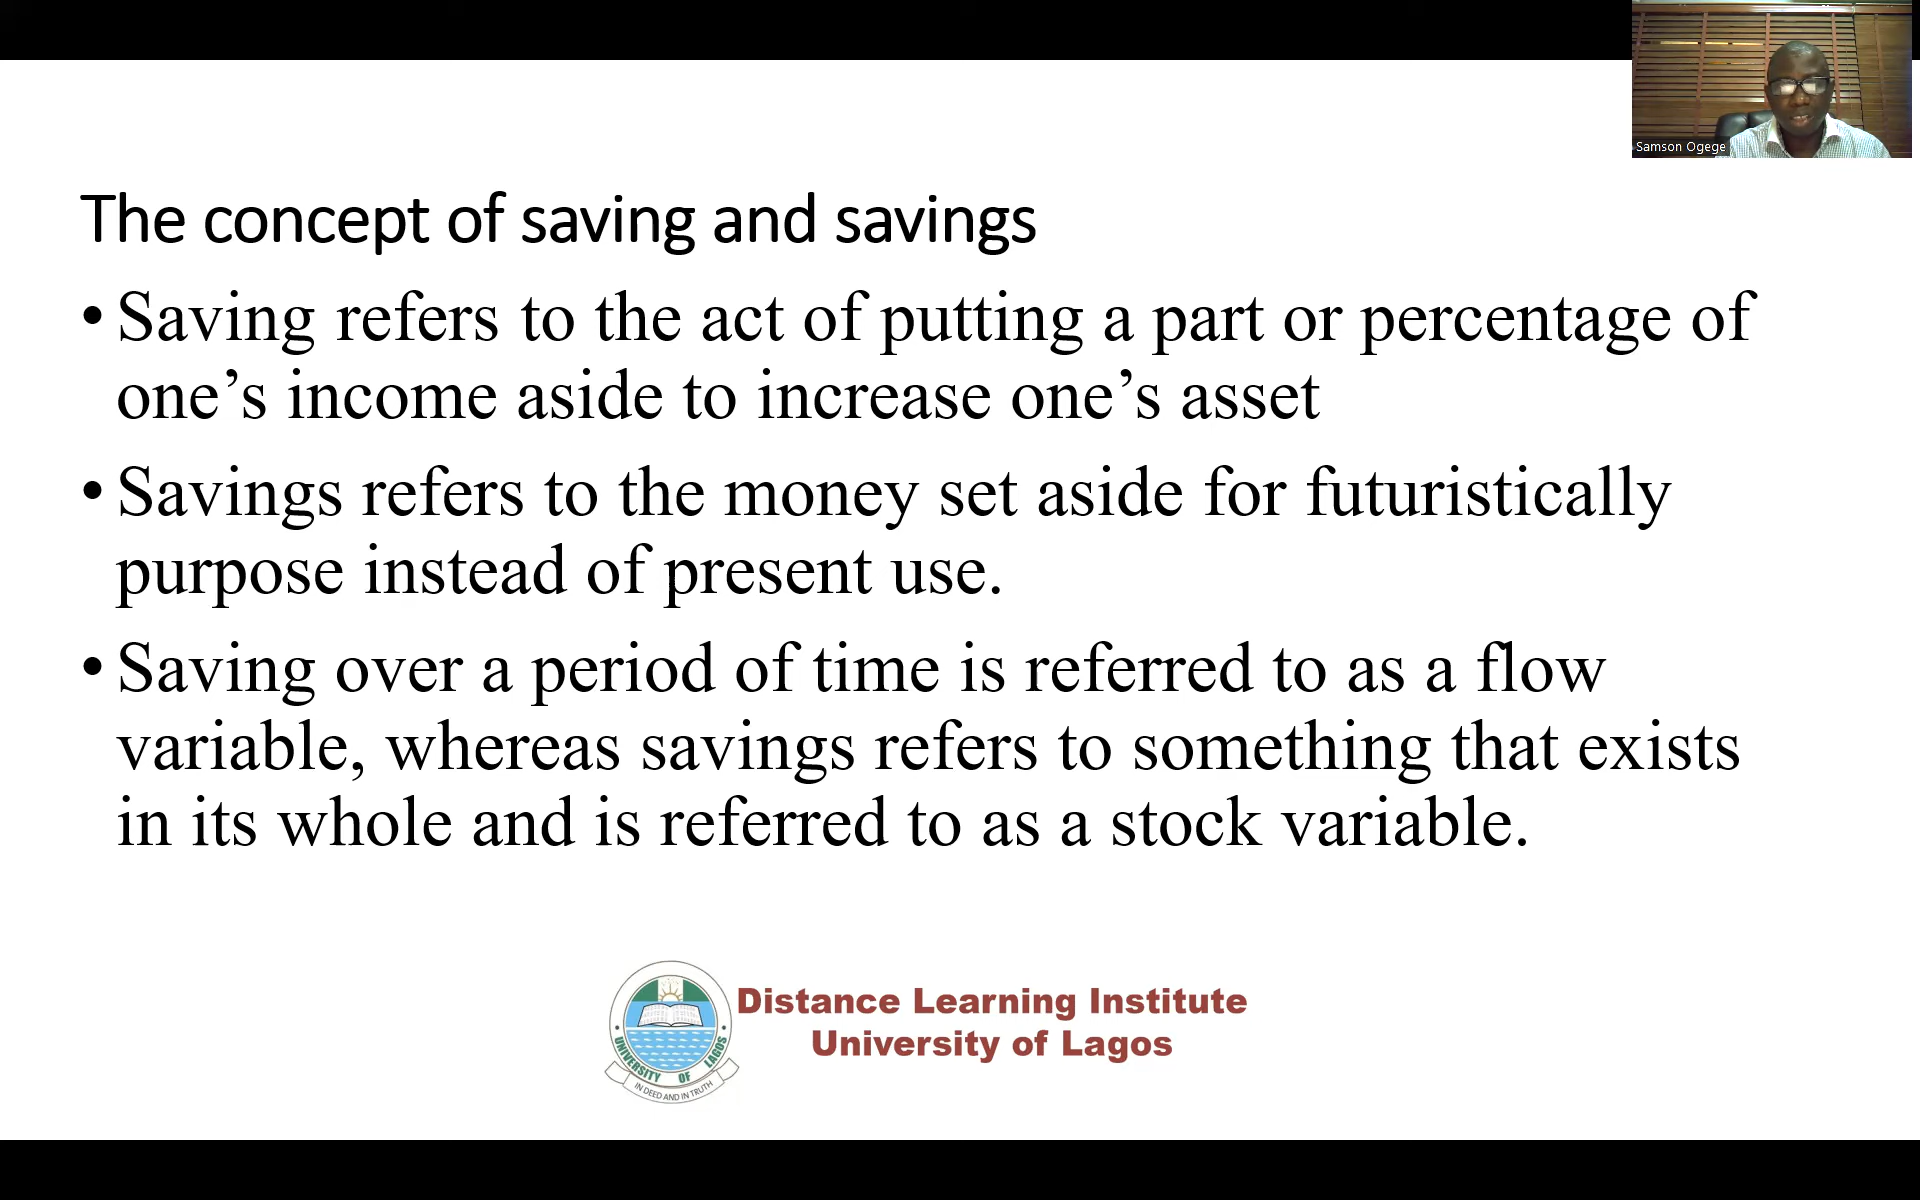 Samson Ogege
The concept of saving and savings
• Saving refers to the act of putting a part or percentage of
one’s income aside to increase one’s asset
• Savings refers to the money set aside for futuristically
purpose instead of present use.
• Saving over a period of time is referred to as a flow
variable, whereas savings refers to something that exists
in its whole and is referred to as a stock variable.
Distance Learning Institute
University of Lagos
UNIVERSITY OF LAGOS
IN DEED AND IN TRUTH